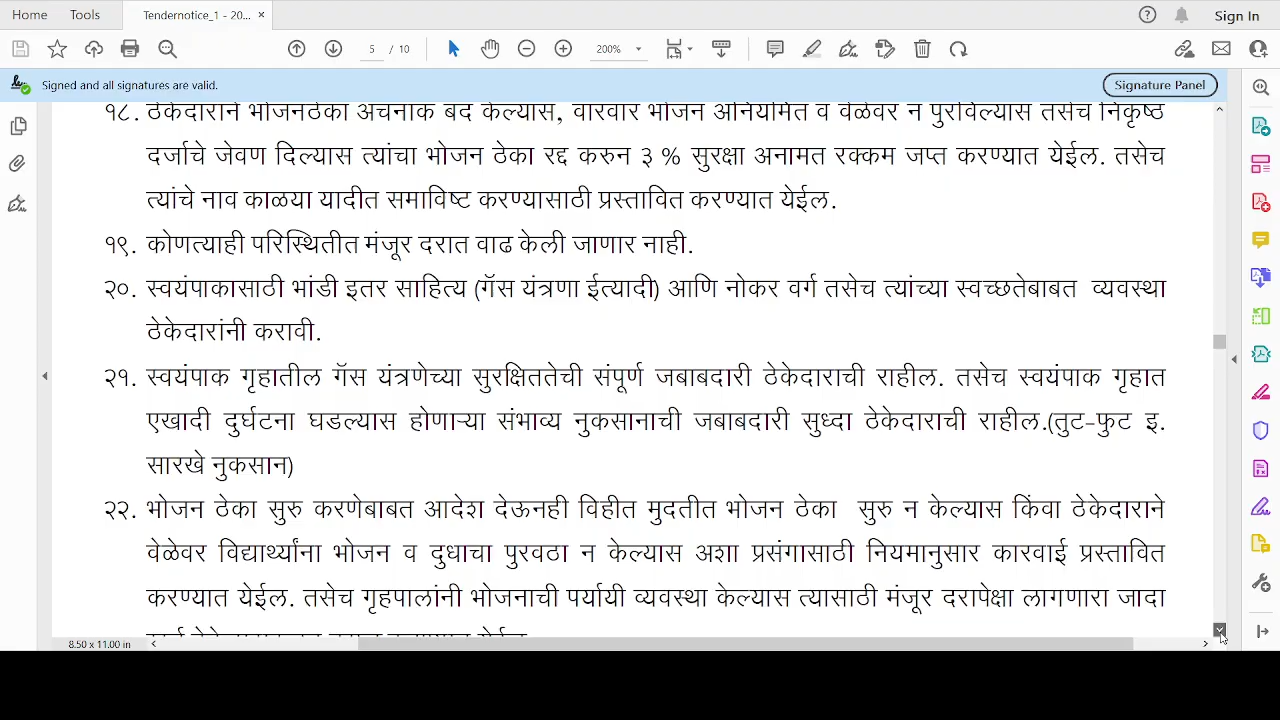 Home Tools Tendernotice_1 - 20... × Sign In
5 / 10 200%
Signed and all signatures are valid. Signature Panel
१८. ठेकेदाराने भोजनठेका अचनाक बंद केल्यास, वारंवार भोजन अनियमित व वेळेवर न पुरविल्यास तसेच निकृष्ठ
दर्जाचे जेवण दिल्यास त्यांचा भोजन ठेका रद्द करुन ३ % सुरक्षा अनामत रक्कम जप्त करण्यात येईल. तसेच
त्यांचे नाव काळया यादीत समाविष्ट करण्यासाठी प्रस्तावित करण्यात येईल.
१९. कोणत्याही परिस्थितीत मंजूर दरात वाढ केली जाणार नाही.
२०. स्वयंपाकासाठी भांडी इतर साहित्य (गॅस यंत्रणा ईत्यादी) आणि नोकर वर्ग तसेच त्यांच्या स्वच्छतेबाबत व्यवस्था
ठेकेदारांनी करावी.
२१. स्वयंपाक गृहातील गॅस यंत्रणेच्या सुरक्षिततेची संपूर्ण जबाबदारी ठेकेदाराची राहील. तसेच स्वयंपाक गृहात
एखादी दुर्घटना घडल्यास होणाऱ्या संभाव्य नुकसानाची जबाबदारी सुध्दा ठेकेदाराची राहील.(तुट-फुट इ.
सारखे नुकसान)
२२. भोजन ठेका सुरु करणेबाबत आदेश देऊनही विहीत मुदतीत भोजन ठेका सुरु न केल्यास किंवा ठेकेदाराने
वेळेवर विद्यार्थ्यांना भोजन व दुधाचा पुरवठा न केल्यास अशा प्रसंगासाठी नियमानुसार कारवाई प्रस्तावित
करण्यात येईल. तसेच गृहपालांनी भोजनाची पर्यायी व्यवस्था केल्यास त्यासाठी मंजूर दरापेक्षा लागणारा जादा
8.50 x 11.00 in